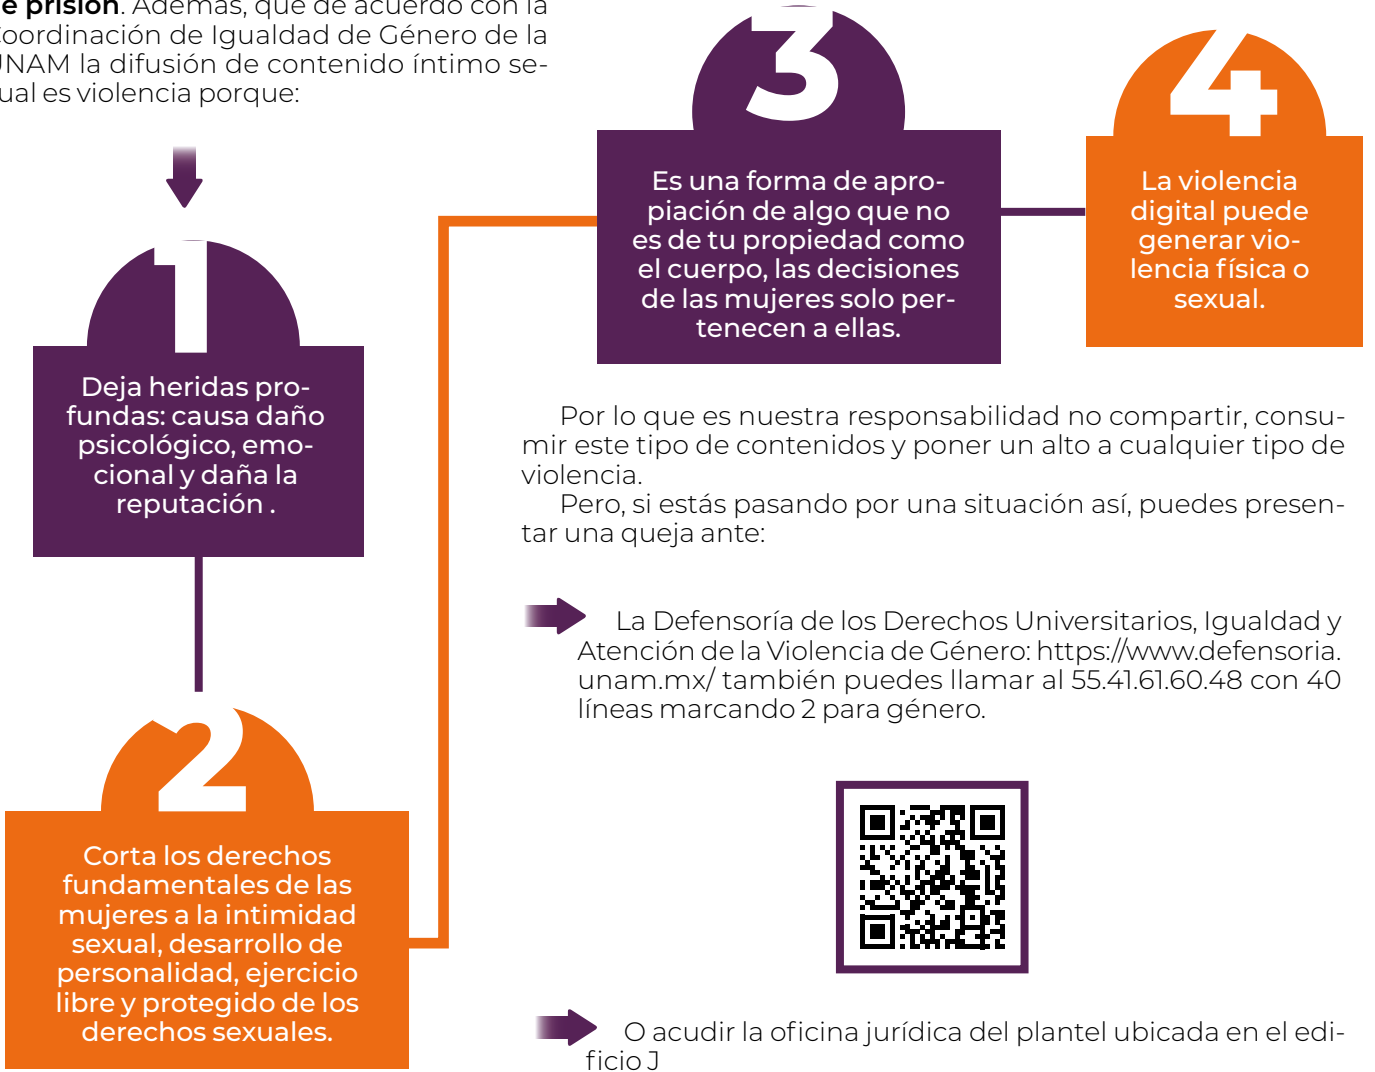 e prisión. Además, que de acuerdo con la
Coordinación de Igualdad de Género de la
UNAM la difusión de contenido íntimo se-
ual es violencia porque:
1
Deja heridas pro-
fundas: causa daño
psicológico, emo-
cional y daña la
reputación .
2
Corta los derechos
fundamentales de las
mujeres a la intimidad
sexual, desarrollo de
personalidad, ejercicio
libre y protegido de los
derechos sexuales.
3
Es una forma de apro-
piación de algo que no
es de tu propiedad como
el cuerpo, las decisiones
de las mujeres solo per-
tenecen a ellas.
4
La violencia
digital puede
generar vio-
lencia física o
sexual.
Por lo que es nuestra responsabilidad no compartir, consu-
mir este tipo de contenidos y poner un alto a cualquier tipo de
violencia.
Pero, si estás pasando por una situación así, puedes presen-
tar una queja ante:
La Defensoría de los Derechos Universitarios, Igualdad y
Atención de la Violencia de Género: https://www.defensoria.
unam.mx/ también puedes llamar al 55.41.61.60.48 con 40
líneas marcando 2 para género.
O acudir la oficina jurídica del plantel ubicada en el edi-
ficio J